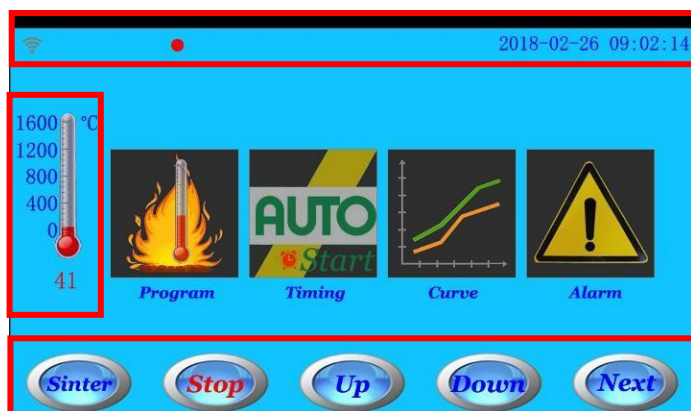 2018-02-26 09:02:14
1600 °C
1200
800
400
0
41
AUTO
Start
Program Timing Curve Alarm
Sinter Stop Up Down Next